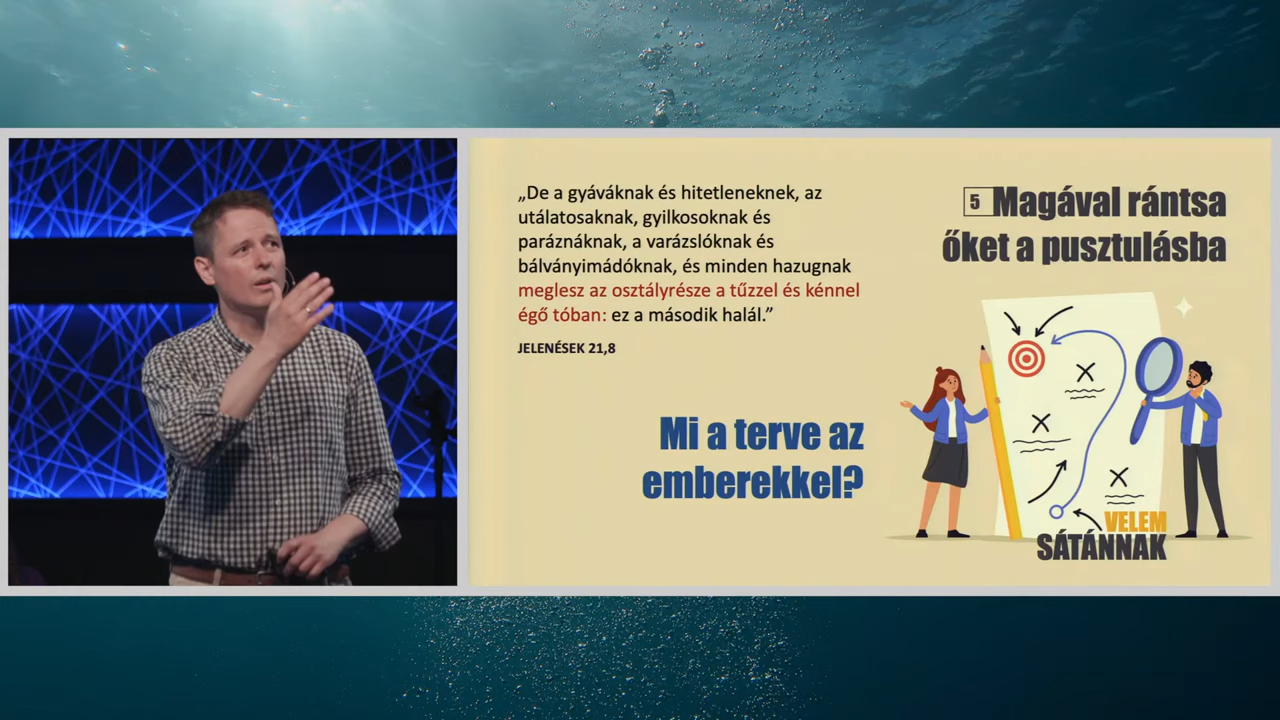 „De a gyáváknak és hitetleneknek, az
utálatosaknak, gyilkosoknak és
paráznáknak, a varázslóknak és
bálványimádóknak, és minden hazugnak
meglesz az osztályrésze a tűzzel és kénnel
égő tóban: ez a második halál.”
JELENÉSEK 21,8
5 Magával rántsa
őket a pusztulásba
Mi a terve az
emberekkel?
VELEM
SÁTÁNNAK